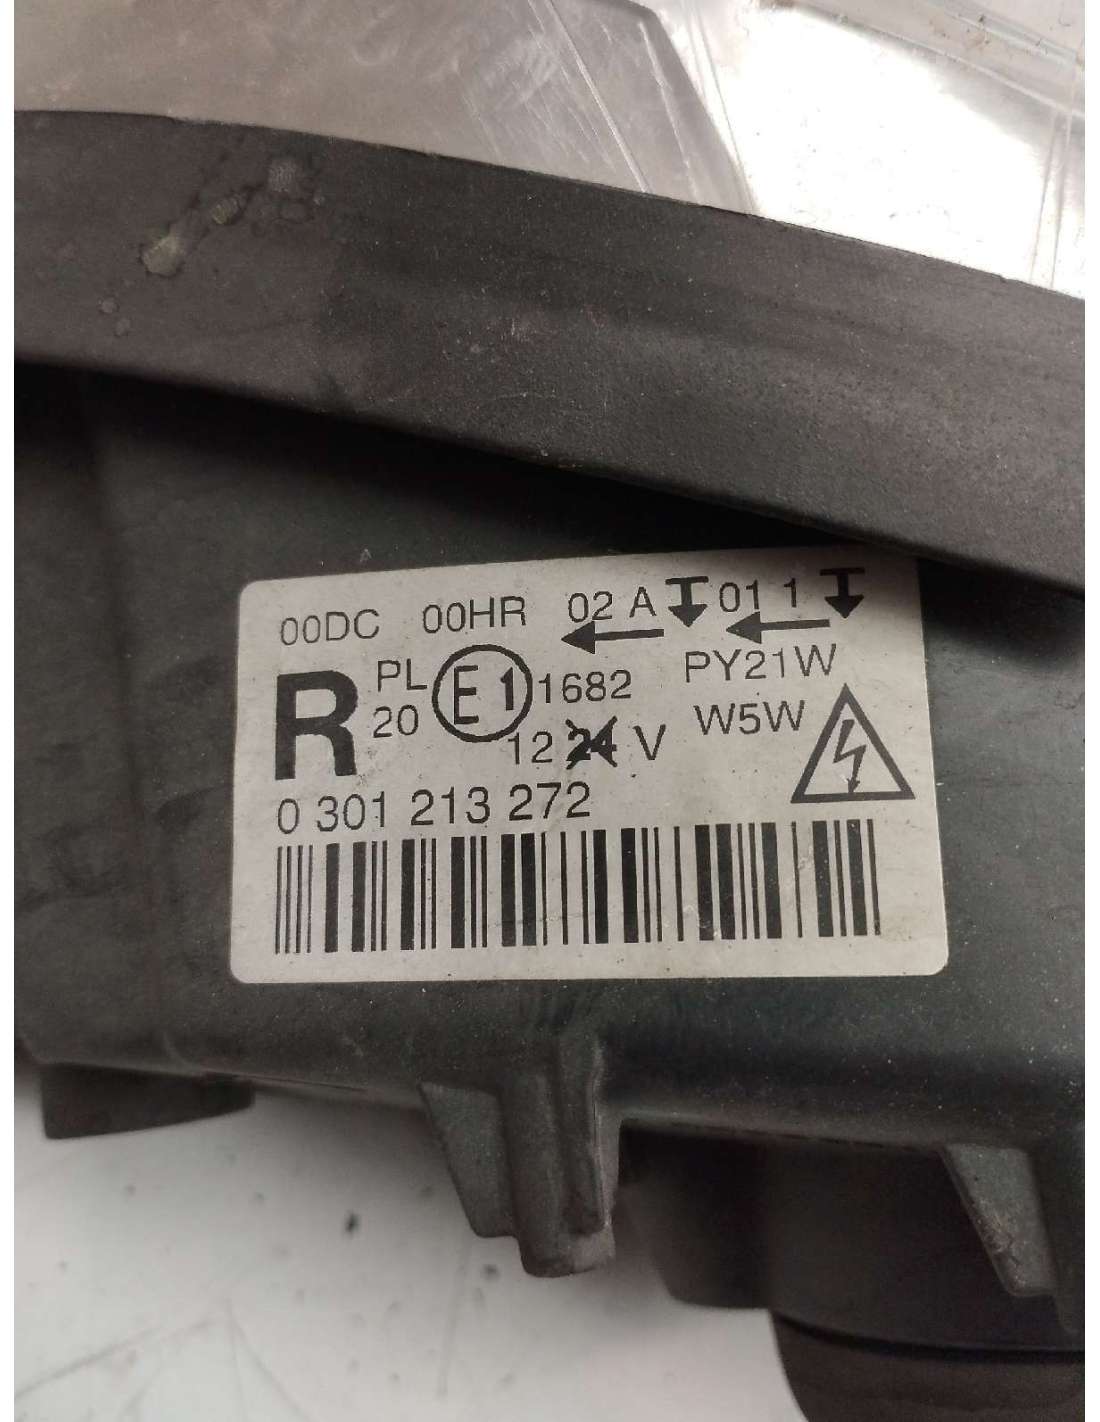 00DC 00HR 02 A 01 1
R PL E1 1682 PY21W
20 12 24 V W5W
0 301 213 272